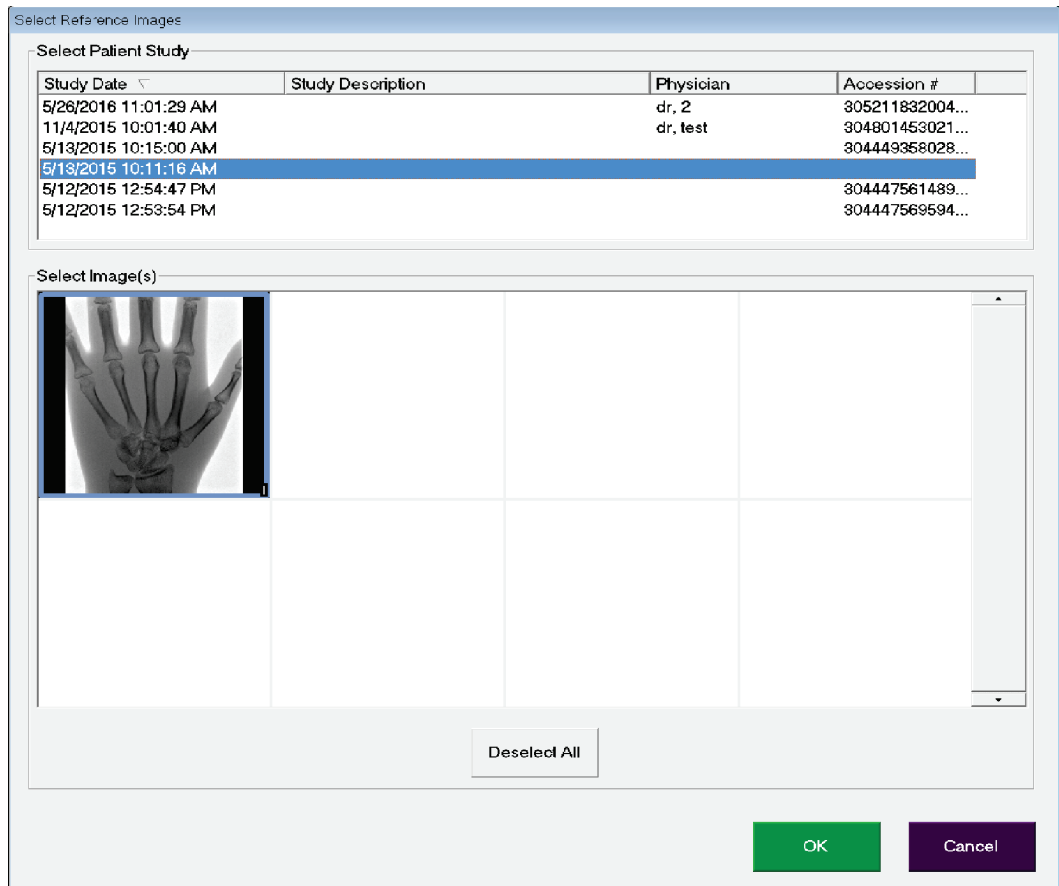 Select Reference Images
Select Patient Study
Study Date Study Description Physician Accession #
5/26/2016 11:01:29 AM dr, 2 305211832004...
11/4/2015 10:01:40 AM dr, test 304801453021...
5/13/2015 10:15:00 AM 304449358028...
5/13/2015 10:11:16 AM
5/12/2015 12:54:47 PM 304447561489...
5/12/2015 12:53:54 PM 304447569594...
Select Image(s)
Deselect All
OK Cancel